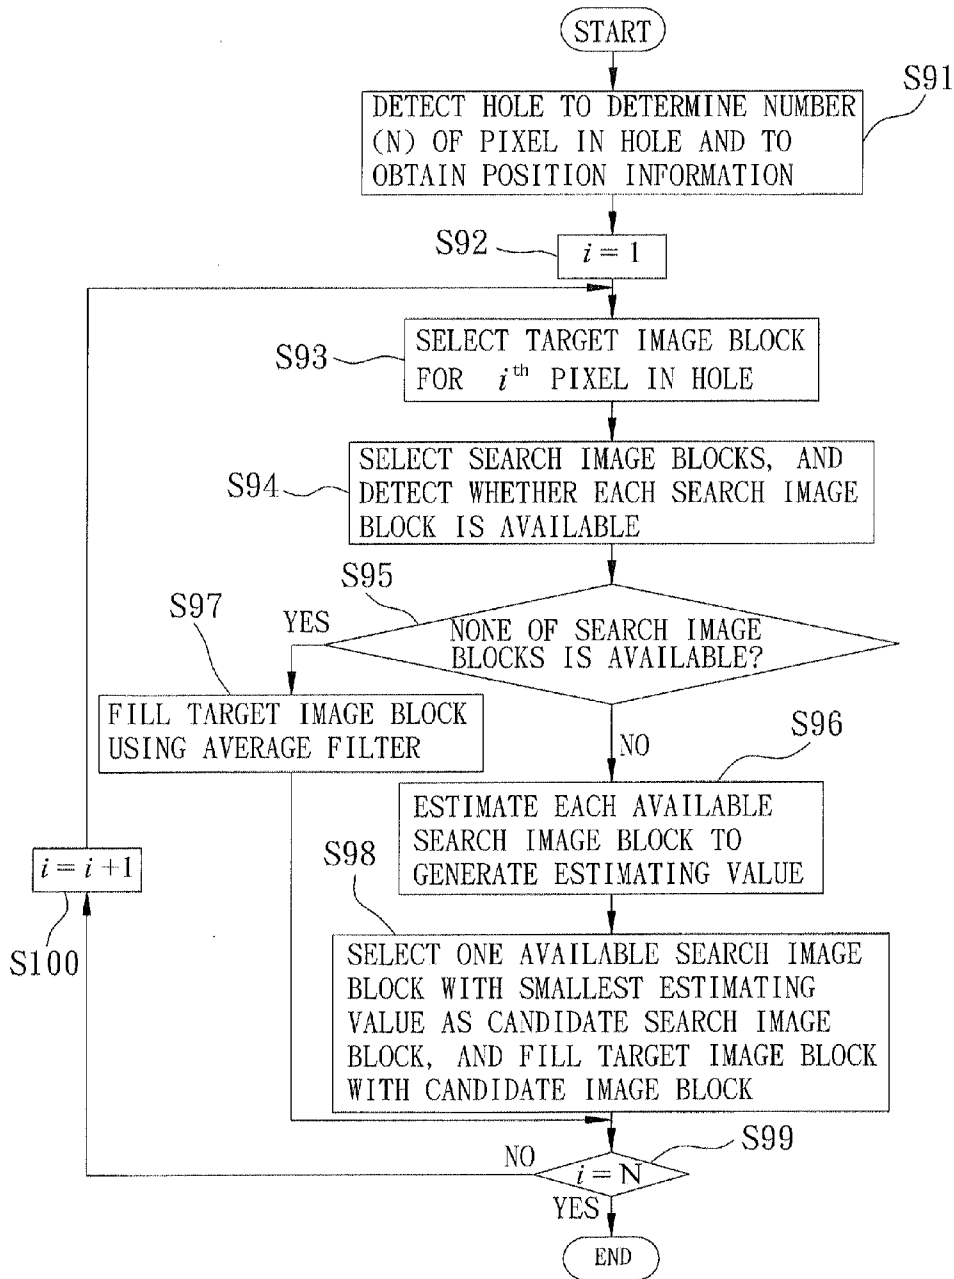 START
S91
DETECT HOLE TO DETERMINE NUMBER
(N) OF PIXEL IN HOLE AND TO
OBTAIN POSITION INFORMATION
S92
i = 1
S93
SELECT TARGET IMAGE BLOCK
FOR ith PIXEL IN HOLE
S94
SELECT SEARCH IMAGE BLOCKS, AND
DETECT WHETHER EACH SEARCH IMAGE
BLOCK IS AVAILABLE
S95
NONE OF SEARCH IMAGE
BLOCKS IS AVAILABLE?
YES
S97
FILL TARGET IMAGE BLOCK
USING AVERAGE FILTER
NO
S96
ESTIMATE EACH AVAILABLE
SEARCH IMAGE BLOCK TO
GENERATE ESTIMATING VALUE
S98
SELECT ONE AVAILABLE SEARCH IMAGE
BLOCK WITH SMALLEST ESTIMATING
VALUE AS CANDIDATE SEARCH IMAGE
BLOCK, AND FILL TARGET IMAGE BLOCK
WITH CANDIDATE IMAGE BLOCK
i = i +1
S100
S99
i = N
NO
YES
END